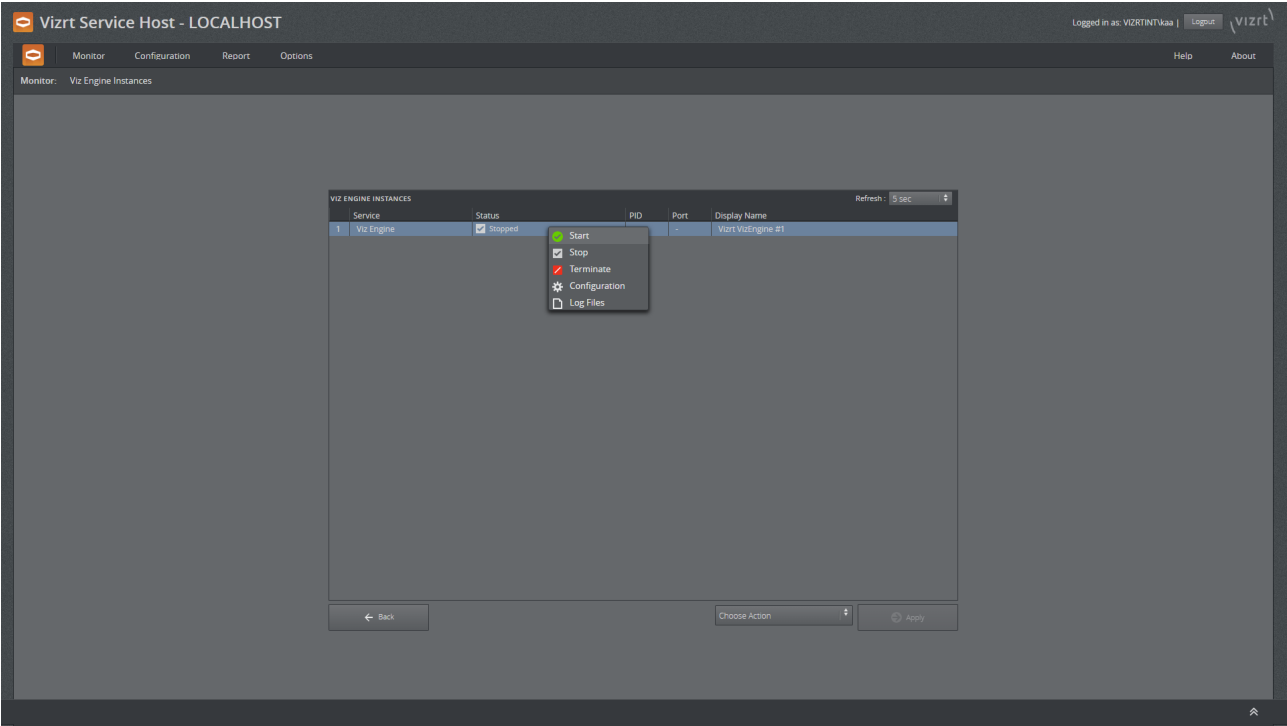 Vizrt Service Host - LOCALHOST
Logged in as: VIZRTINT\kaa | Logout vizrt
Monitor Configuration Report Options Help About
Monitor: Viz Engine Instances
VIZ ENGINE INSTANCES Refresh : 5 sec
Service Status PID Port Display Name
1 Viz Engine Stopped - Vizrt VizEngine #1
Start
Stop
Terminate
Configuration
Log Files
Back Choose Action Apply